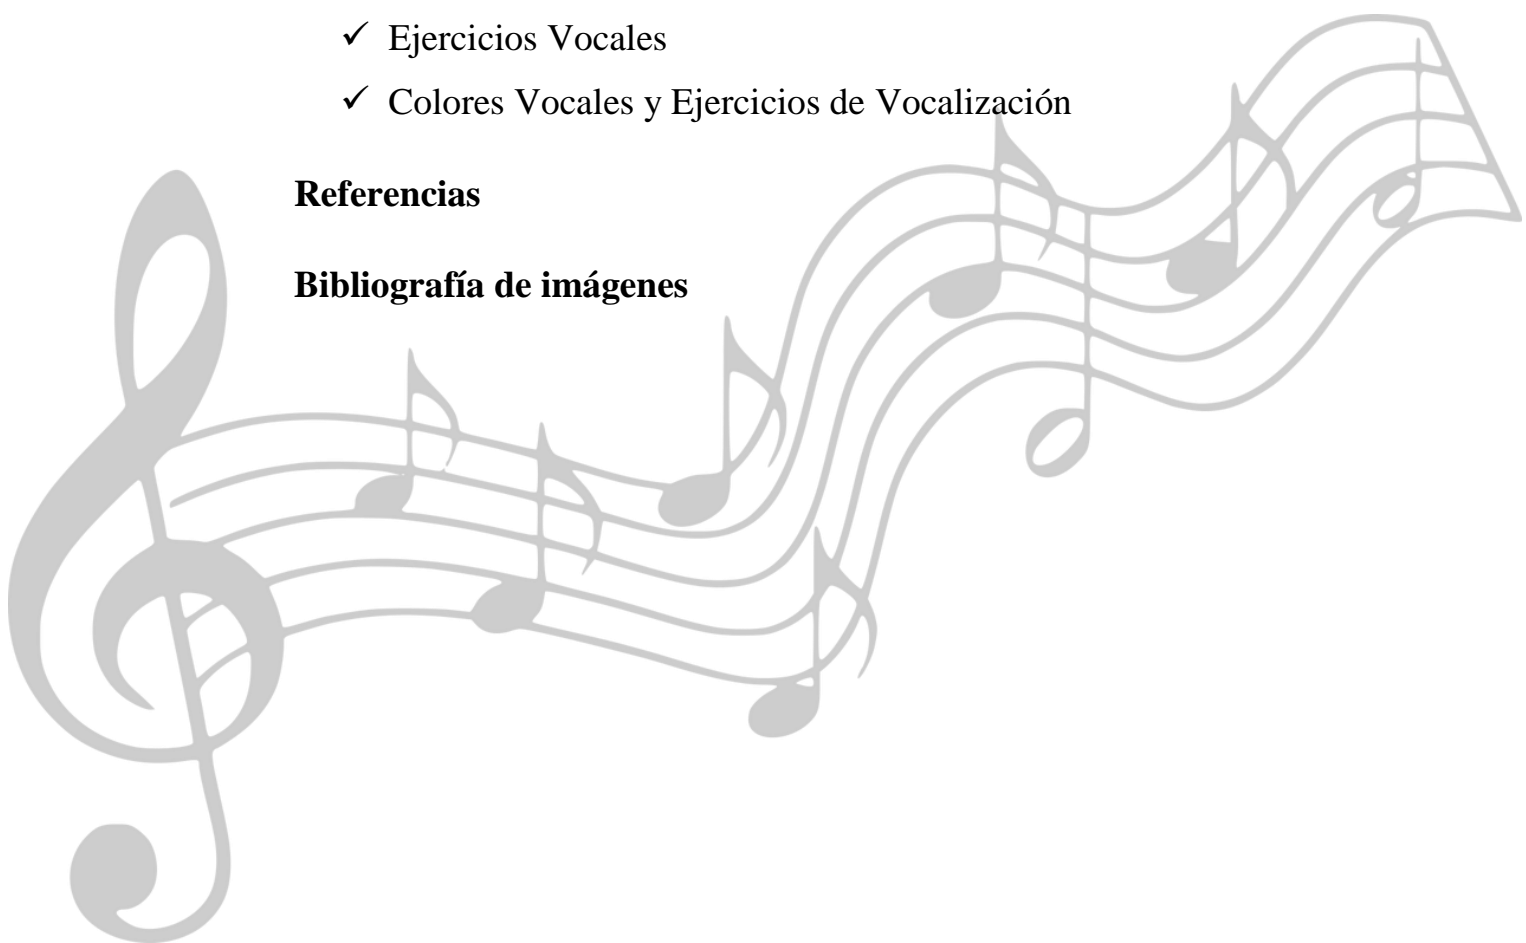 ✓ Ejercicios Vocales
✓ Colores Vocales y Ejercicios de Vocalización
Referencias
Bibliografía de imágenes